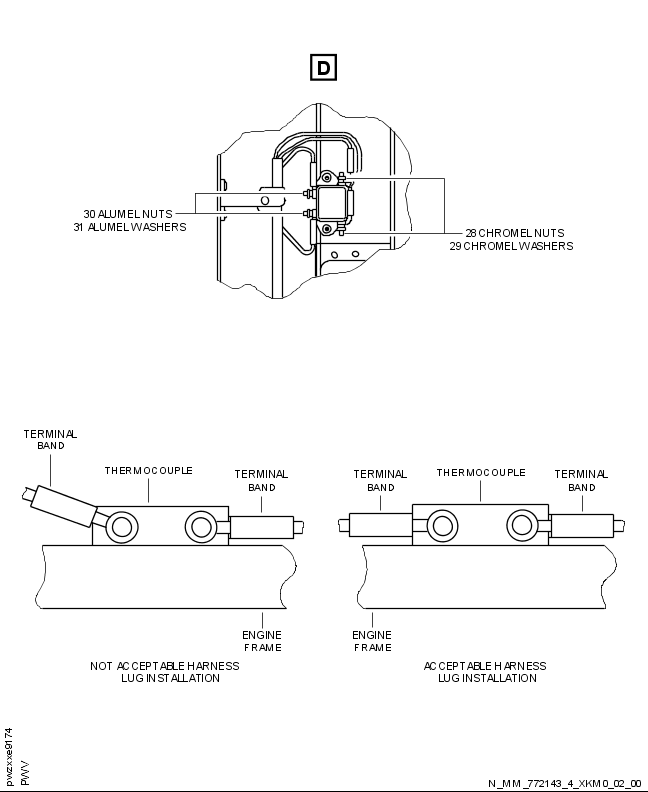 D
30 ALUMEL NUTS
31 ALUMEL WASHERS
28 CHROMEL NUTS
29 CHROMEL WASHERS
TERMINAL
BAND
THERMOCOUPLE
TERMINAL
BAND
TERMINAL
BAND
THERMOCOUPLE
TERMINAL
BAND
ENGINE
FRAME
ENGINE
FRAME
NOT ACCEPTABLE HARNESS
LUG INSTALLATION
ACCEPTABLE HARNESS
LUG INSTALLATION
pwzxxe9174
PWV
N_MM_772143_4_XKM0_02_00